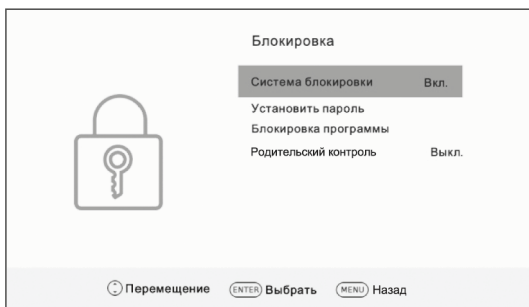 Блокировка
Система блокировки Вкл.
Установить пароль
Блокировка программы
Родительский контроль Выкл.
Перемещение ENTER Выбрать MENU Назад